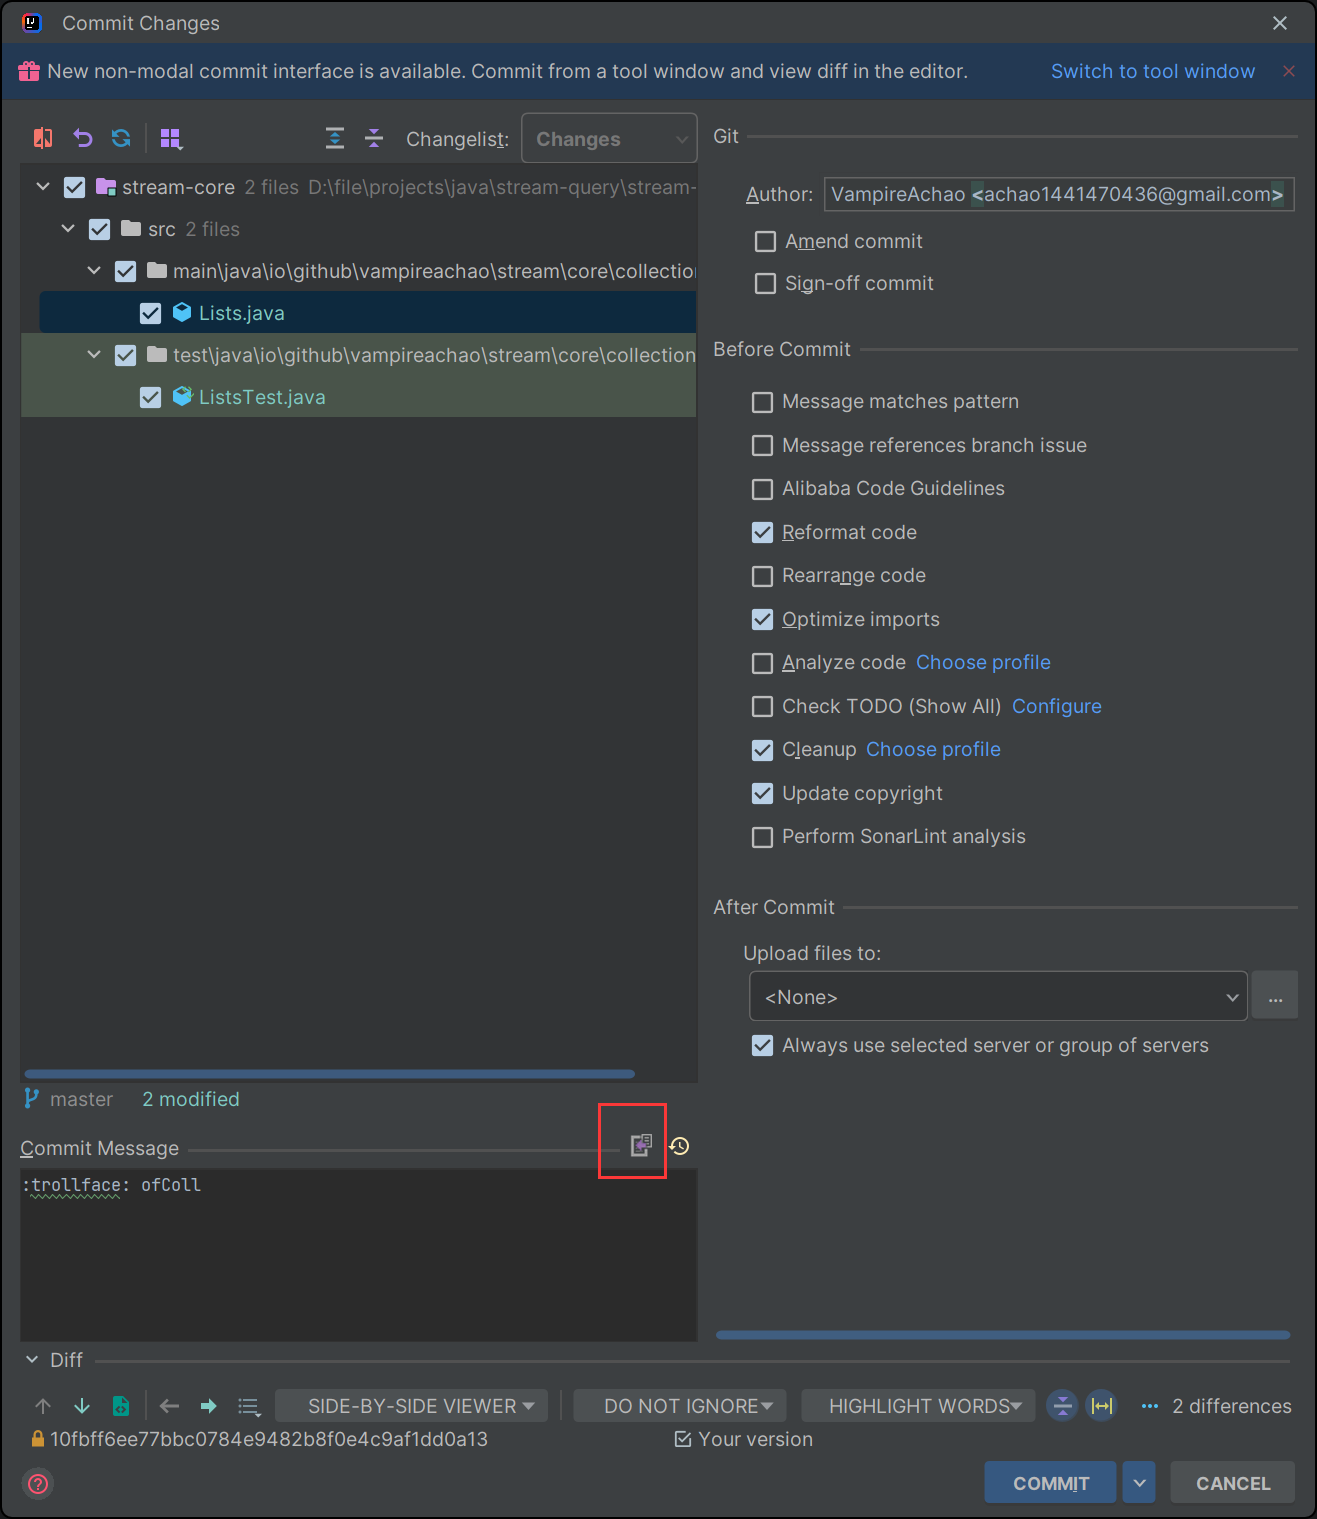 Commit Changes
New non-modal commit interface is available. Commit from a tool window and view diff in the editor.
Switch to tool window
Changelist:
Changes
stream-core 2 files D:\file\projects\java\stream-query\stream-
src 2 files
main\java\io\github\vampireachao\stream\core\collection
Lists.java
test\java\io\github\vampireachao\stream\core\collection
ListsTest.java
master
2 modified
Commit Message
:trollface: ofColl
Git
Author:
VampireAchao <achao1441470436@gmail.com>
Amend commit
Sign-off commit
Before Commit
Message matches pattern
Message references branch issue
Alibaba Code Guidelines
Reformat code
Rearrange code
Optimize imports
Analyze code Choose profile
Check TODO (Show All) Configure
Cleanup Choose profile
Update copyright
Perform SonarLint analysis
After Commit
Upload files to:
<None>
...
Always use selected server or group of servers
Diff
SIDE-BY-SIDE VIEWER
DO NOT IGNORE
HIGHLIGHT WORDS
2 differences
10fbff6ee77bbc0784e9482b8f0e4c9af1dd0a13
Your version
COMMIT
CANCEL